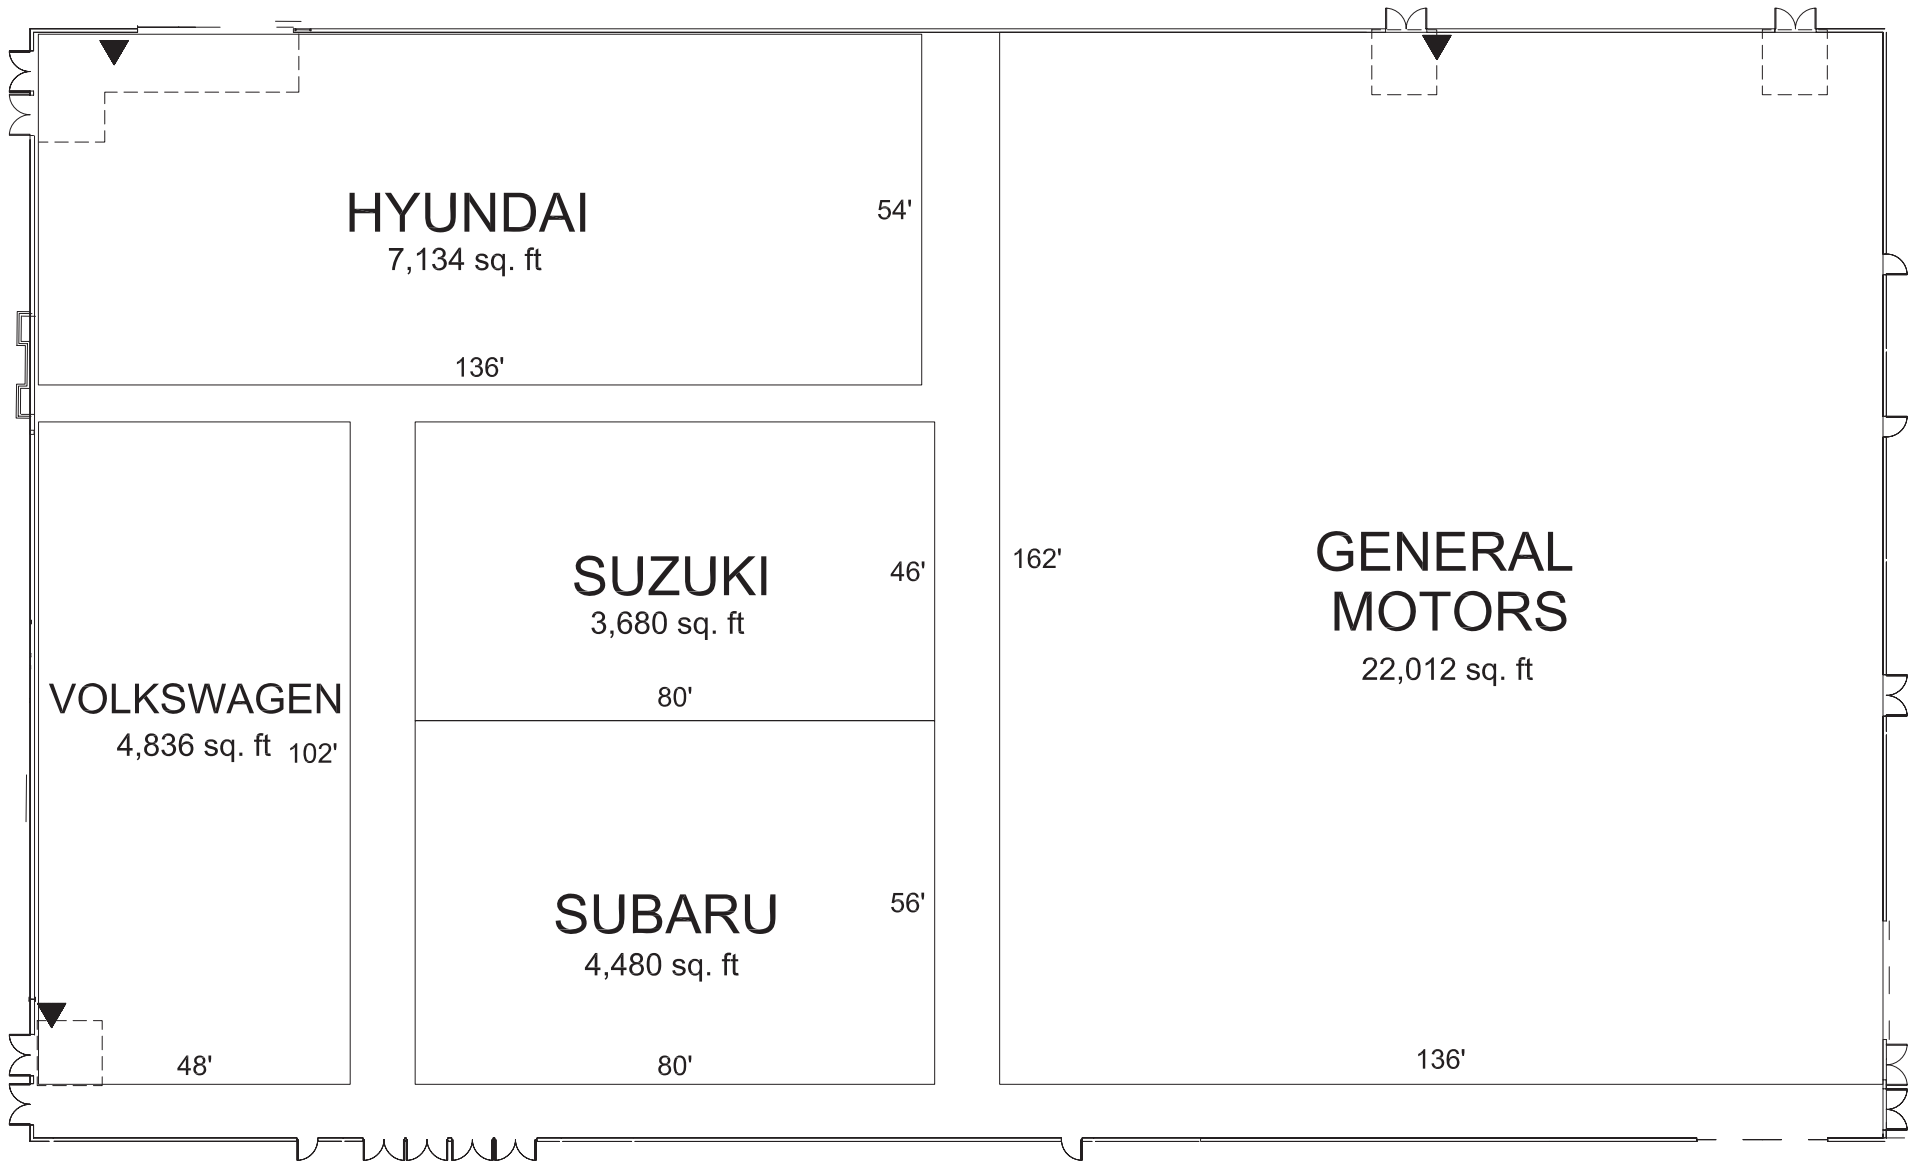 HYUNDAI
7,134 sq. ft
54'
136'
SUZUKI
3,680 sq. ft
46'
80'
VOLKSWAGEN
4,836 sq. ft
102'
48'
SUBARU
4,480 sq. ft
56'
80'
162'
GENERAL
MOTORS
22,012 sq. ft
136'